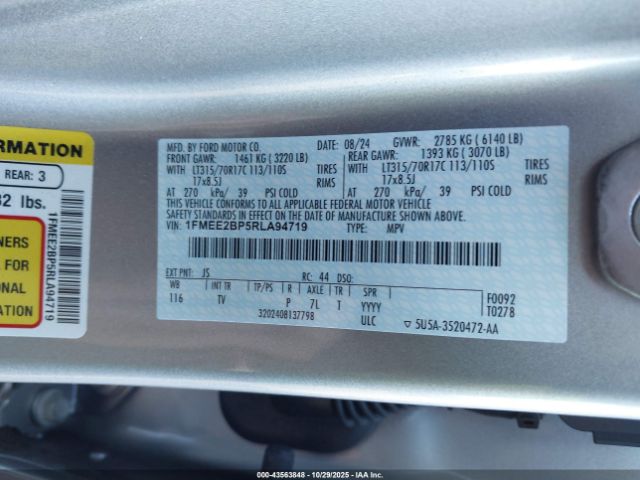 ORMATION
REAR: 3
32 lbs.
NERS
FOR
ONAL
1FMEE2BP5RLA94719
MFD. BY FORD MOTOR CO.
DATE: 08/24 GVWR: 2785 KG ( 6140 LB)
FRONT GAWR: 1461 KG ( 3220 LB) REAR GAWR: 1393 KG ( 3070 LB)
WITH LT315/70R17C 113/110S TIRES WITH LT315/70R17C 113/110S TIRES
17x8.5J RIMS 17x8.5J RIMS
AT 270 kPa/ 39 PSI COLD AT 270 kPa/ 39 PSI COLD
THIS VEHICLE CONFORMS TO ALL APPLICABLE FEDERAL MOTOR VEHICLE
SAFETY STANDARDS IN EFFECT ON THE DATE OF MANUFACTURE SHOWN ABOVE.
VIN: 1FMEE2BP5RLA94719 TYPE: MPV
EXT PNT: JS RC: 44 DSO:
WB INT TR TP/PS R AXLE TR SPR
116 TV P 7L T YYYY
F0092
T0278
3202408137798 ULC ▽ 5U5A-3520472-AA
000-43563848 - 10/29/2025 - IAAI.COM